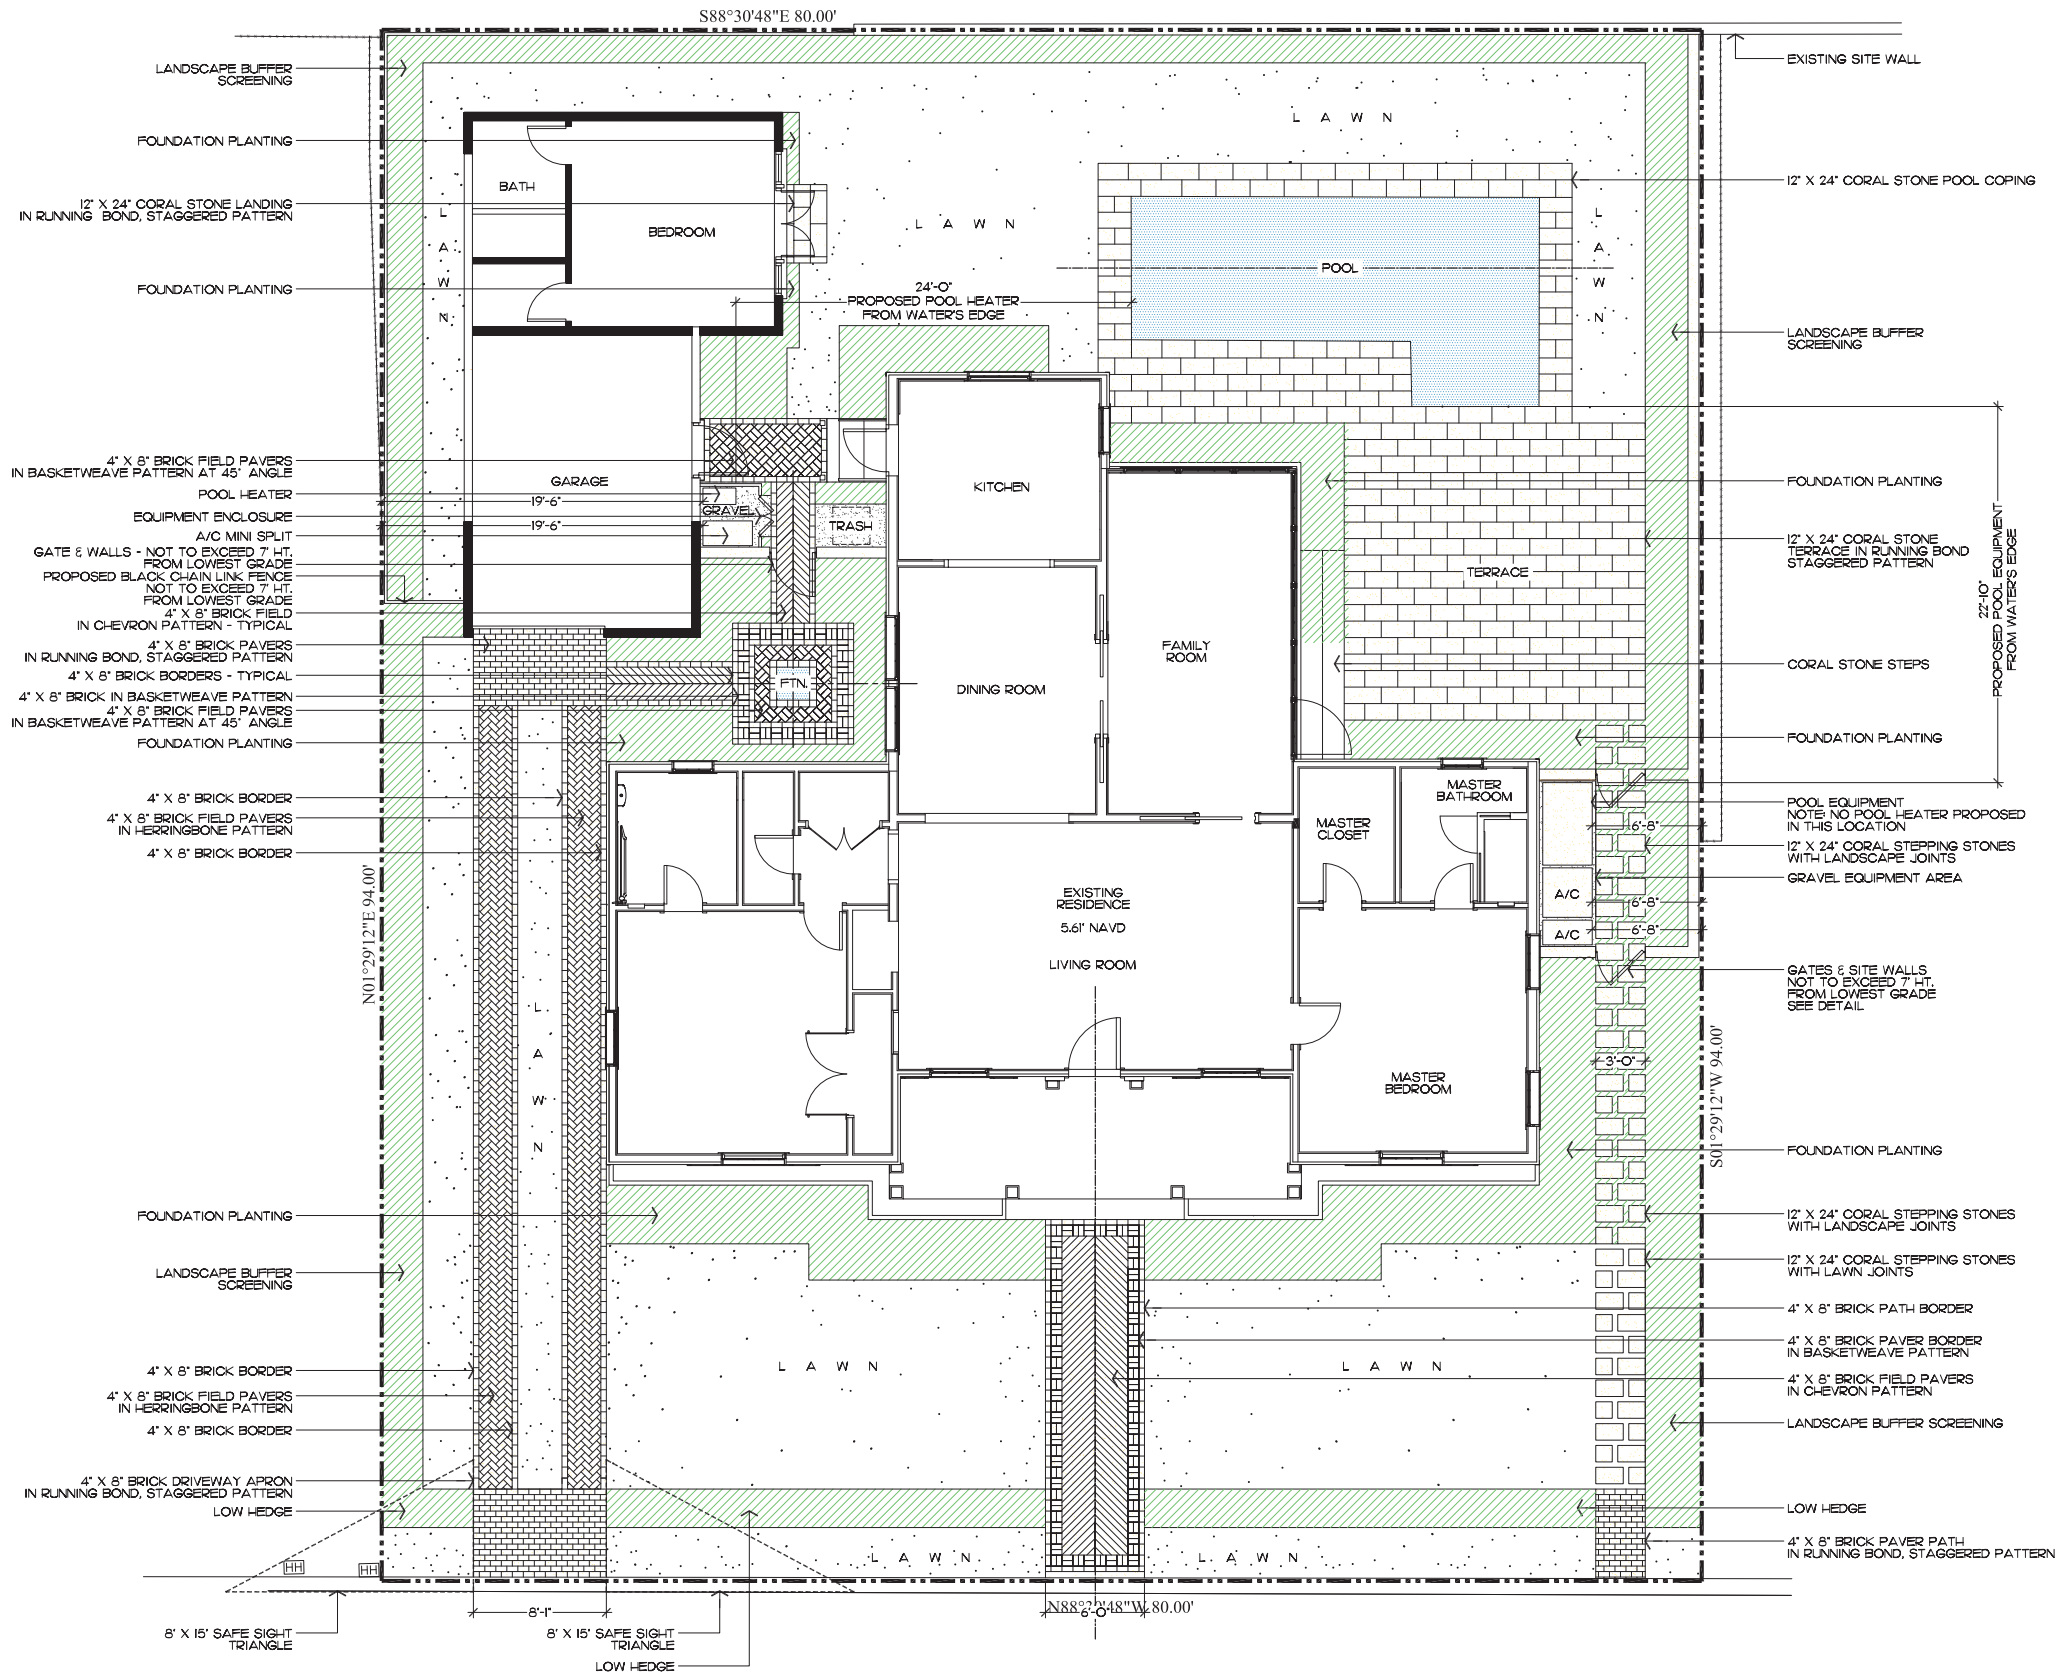 S88°30'48"E 80.00'
LANDSCAPE BUFFER
SCREENING
FOUNDATION PLANTING
12" X 24" CORAL STONE LANDING
IN RUNNING BOND, STAGGERED PATTERN
FOUNDATION PLANTING
4" X 8" BRICK FIELD PAVERS
IN BASKETWEAVE PATTERN AT 45° ANGLE
POOL HEATER
EQUIPMENT ENCLOSURE
A/C MINI SPLIT
GATE & WALLS - NOT TO EXCEED 7' HT.
FROM LOWEST GRADE
PROPOSED BLACK CHAIN LINK FENCE
NOT TO EXCEED 7' HT.
FROM LOWEST GRADE
4" X 8" BRICK FIELD
IN CHEVRON PATTERN - TYPICAL
4" X 8" BRICK PAVERS
IN RUNNING BOND, STAGGERED PATTERN
4" X 8" BRICK BORDERS - TYPICAL
4" X 8" BRICK IN BASKETWEAVE PATTERN
4" X 8" BRICK FIELD PAVERS
IN BASKETWEAVE PATTERN AT 45° ANGLE
FOUNDATION PLANTING
4" X 8" BRICK BORDER
4" X 8" BRICK FIELD PAVERS
IN HERRINGBONE PATTERN
4" X 8" BRICK BORDER
N01°29'12"E 94.00'
FOUNDATION PLANTING
LANDSCAPE BUFFER
SCREENING
4" X 8" BRICK BORDER
4" X 8" BRICK FIELD PAVERS
IN HERRINGBONE PATTERN
4" X 8" BRICK BORDER
4" X 8" BRICK DRIVEWAY APRON
IN RUNNING BOND, STAGGERED PATTERN
LOW HEDGE
HH
HH
8' X 15' SAFE SIGHT
TRIANGLE
8'-1"
8' X 15' SAFE SIGHT
TRIANGLE
LOW HEDGE
6'-0"
N88°30'48"W 80.00'
LAWN
LAWN
LAWN
LAWN
BATH
BEDROOM
24'-0"
PROPOSED POOL HEATER
FROM WATER'S EDGE
POOL
GARAGE
19'-6"
19'-6"
GRAVEL
TRASH
KITCHEN
FTN.
DINING ROOM
FAMILY
ROOM
TERRACE
MASTER
CLOSET
MASTER
BATHROOM
EXISTING
RESIDENCE
5.61' NAVD
LIVING ROOM
A/C
A/C
6'-8"
6'-8"
6'-8"
3'-0"
MASTER
BEDROOM
LAWN
LAWN
LAWN
LAWN
LAWN
EXISTING SITE WALL
12" X 24" CORAL STONE POOL COPING
LANDSCAPE BUFFER
SCREENING
FOUNDATION PLANTING
12" X 24" CORAL STONE
TERRACE IN RUNNING BOND
STAGGERED PATTERN
22'-10"
PROPOSED POOL EQUIPMENT
FROM WATER'S EDGE
CORAL STONE STEPS
FOUNDATION PLANTING
POOL EQUIPMENT
NOTE: NO POOL HEATER PROPOSED
IN THIS LOCATION
12" X 24" CORAL STEPPING STONES
WITH LANDSCAPE JOINTS
GRAVEL EQUIPMENT AREA
GATES & SITE WALLS
NOT TO EXCEED 7' HT.
FROM LOWEST GRADE
SEE DETAIL
S01°29'12"W 94.00'
FOUNDATION PLANTING
12" X 24" CORAL STEPPING STONES
WITH LANDSCAPE JOINTS
12" X 24" CORAL STEPPING STONES
WITH LAWN JOINTS
4" X 8" BRICK PATH BORDER
4" X 8" BRICK PAVER BORDER
IN BASKETWEAVE PATTERN
4" X 8" BRICK FIELD PAVERS
IN CHEVRON PATTERN
LANDSCAPE BUFFER SCREENING
LOW HEDGE
4" X 8" BRICK PAVER PATH
IN RUNNING BOND, STAGGERED PATTERN